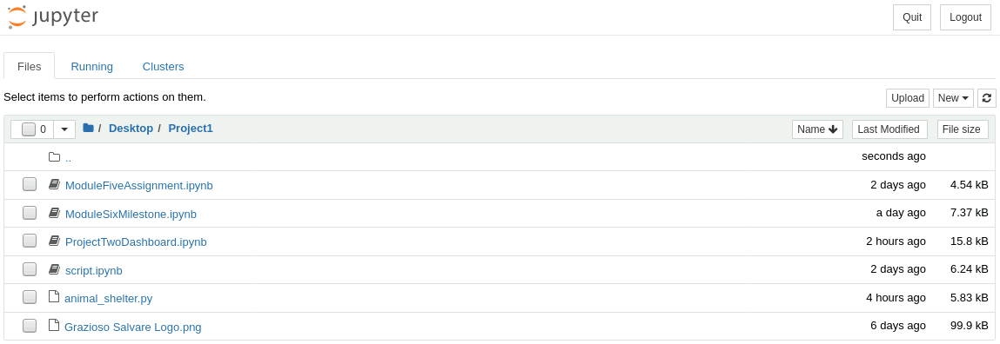 jupyter Quit Logout
Files Running Clusters
Select items to perform actions on them. Upload New
0 / Desktop / Project1 Name Last Modified File size
.. seconds ago
ModuleFiveAssignment.ipynb 2 days ago 4.54 kB
ModuleSixMilestone.ipynb a day ago 7.37 kB
ProjectTwoDashboard.ipynb 2 hours ago 15.8 kB
script.ipynb 2 days ago 6.24 kB
animal_shelter.py 4 hours ago 5.83 kB
Grazioso Salvare Logo.png 6 days ago 99.9 kB